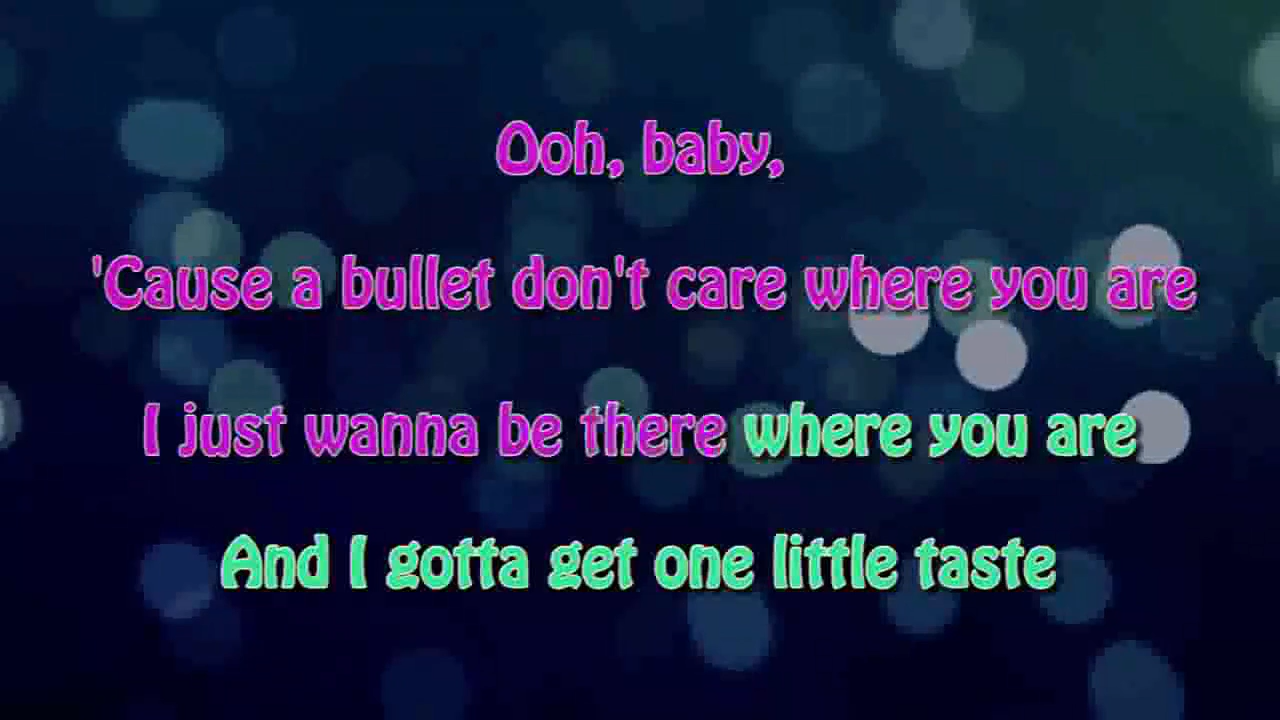 Ooh, baby,
'Cause a bullet don't care where you are
I just wanna be there where you are
And I gotta get one little taste